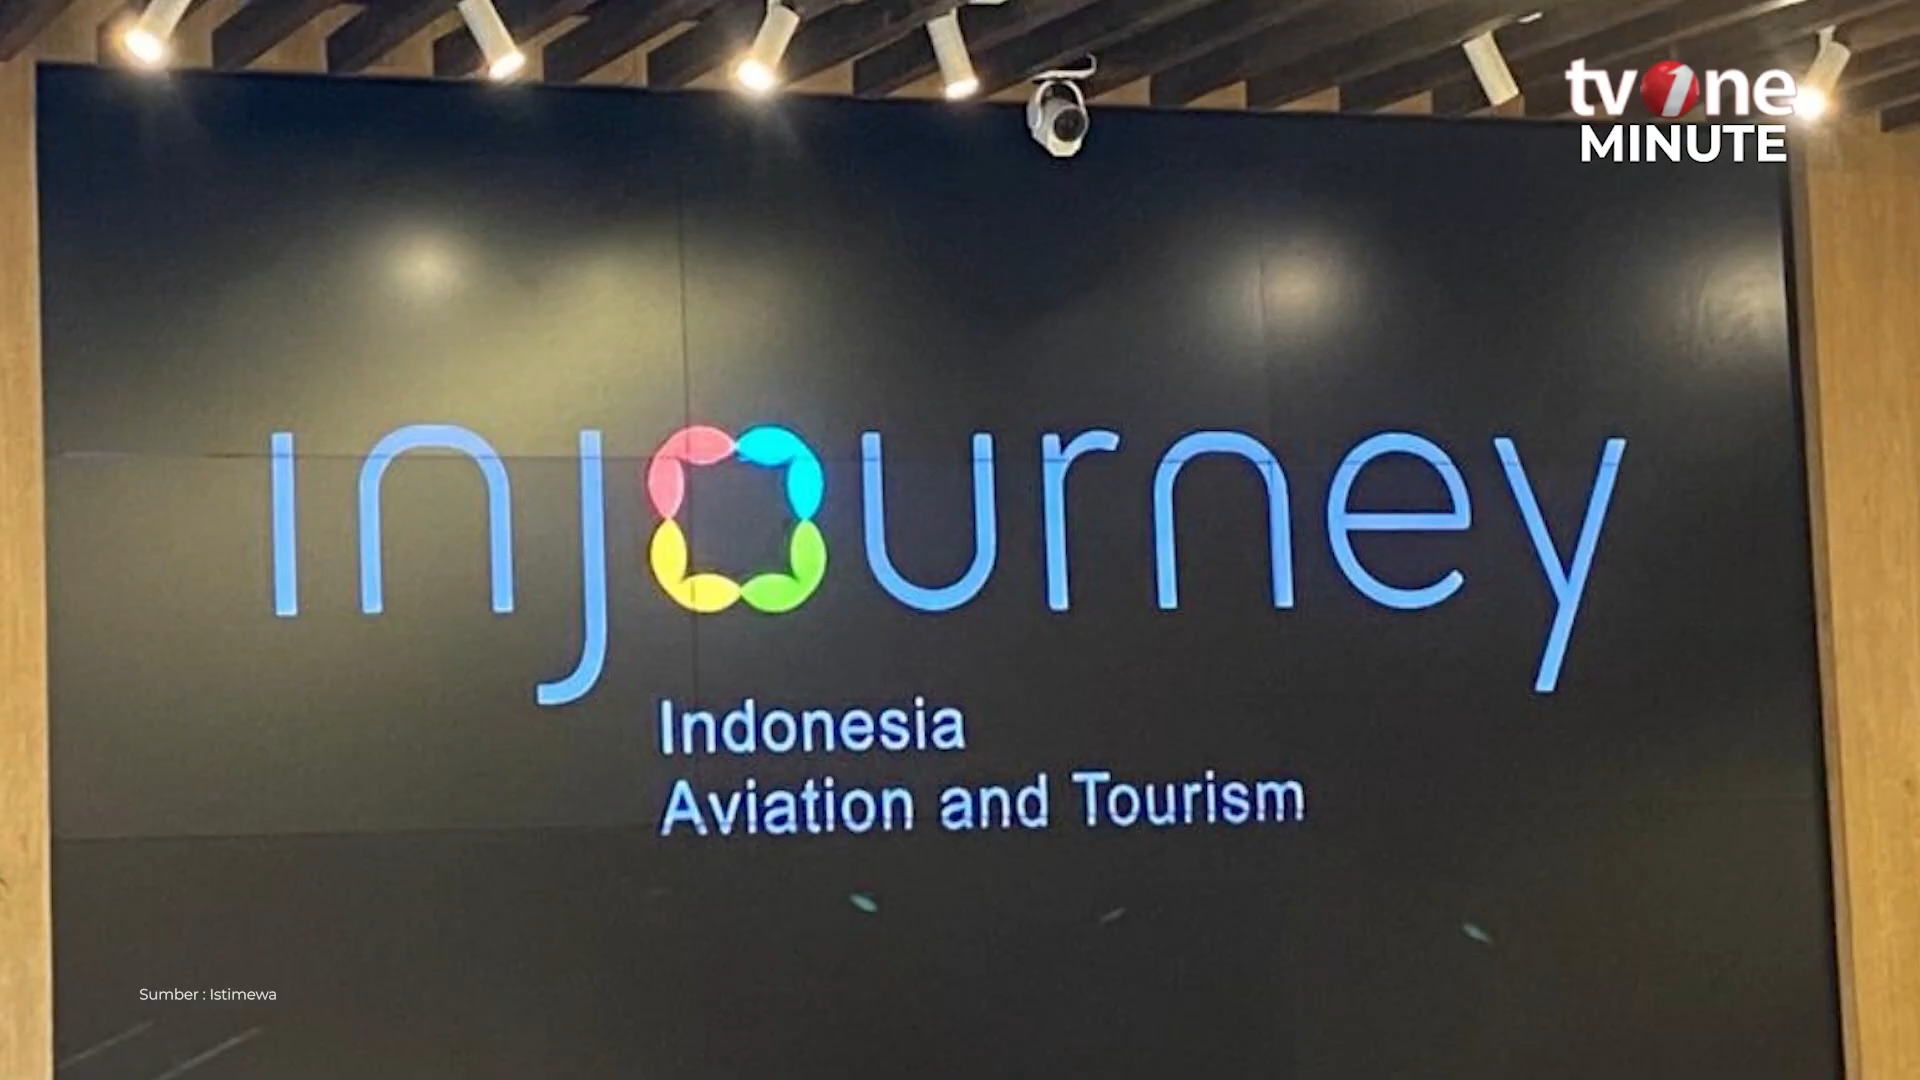 tvOne
MINUTE
injourney
Indonesia
Aviation and Tourism
Sumber : Istimewa